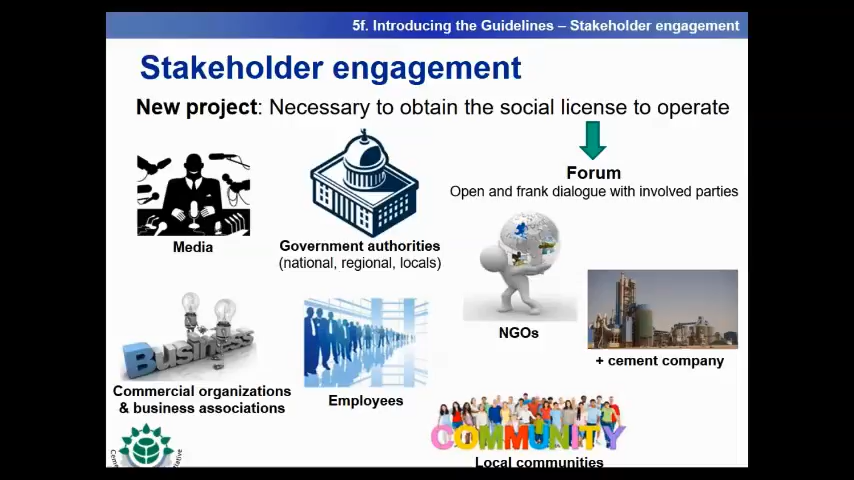 5f. Introducing the Guidelines – Stakeholder engagement
Stakeholder engagement
New project: Necessary to obtain the social license to operate
Forum
Open and frank dialogue with involved parties
Media
Government authorities
(national, regional, locals)
NGOs
+ cement company
Business
Commercial organizations
& business associations
Employees
COMMUNITY
Local communities